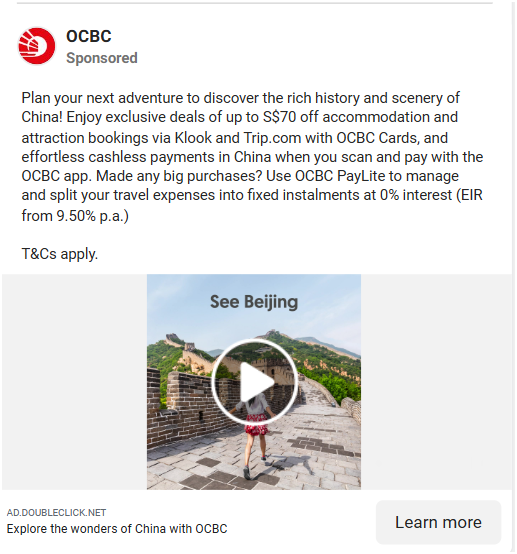 OCBC
Sponsored
Plan your next adventure to discover the rich history and scenery of
China! Enjoy exclusive deals of up to S$70 off accommodation and
attraction bookings via Klook and Trip.com with OCBC Cards, and
effortless cashless payments in China when you scan and pay with the
OCBC app. Made any big purchases? Use OCBC PayLite to manage
and split your travel expenses into fixed instalments at 0% interest (EIR
from 9.50% p.a.)
T&Cs apply.
See Beijing
AD.DOUBLECLICK.NET
Explore the wonders of China with OCBC
Learn more